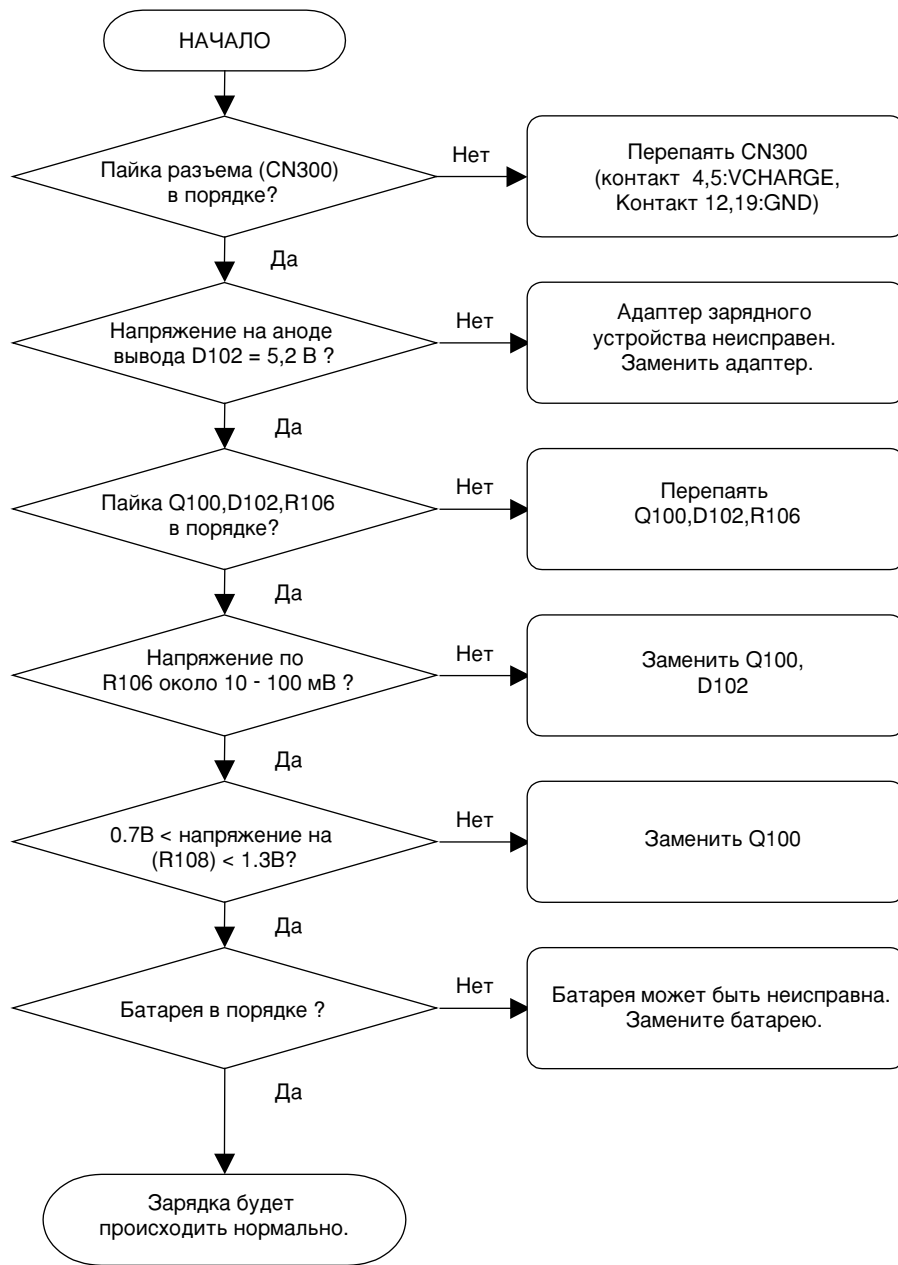 НАЧАЛО
Пайка разъема (CN300)
в порядке?
Нет
Перепаять CN300
(контакт 4,5:VCHARGE,
Контакт 12,19:GND)
Да
Напряжение на аноде
вывода D102 = 5,2 В ?
Нет
Адаптер зарядного
устройства неисправен.
Заменить адаптер.
Да
Пайка Q100,D102,R106
в порядке?
Нет
Перепаять
Q100,D102,R106
Да
Напряжение по
R106 около 10 - 100 мВ ?
Нет
Заменить Q100,
D102
Да
0.7В < напряжение на
(R108) < 1.3В?
Нет
Заменить Q100
Да
Батарея в порядке ?
Нет
Батарея может быть неисправна.
Замените батарею.
Да
Зарядка будет
происходить нормально.